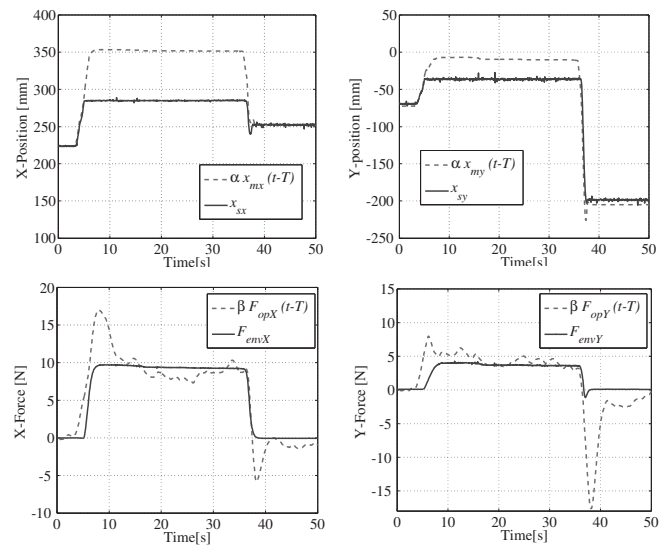 400
350
300
250
200
150
100
X-Position [mm]
α x_mx (t-T)
x_sx
0 10 20 30 40 50
Time[s]
50
0
-50
-100
-150
-200
-250
Y-position [mm]
α x_my (t-T)
x_sy
0 10 20 30 40 50
Time[s]
20
15
10
5
0
-5
-10
X-Force [N]
β F_opX (t-T)
F_envX
0 10 20 30 40 50
Time[s]
15
10
5
0
-5
-10
-15
Y-Force [N]
β F_opY (t-T)
F_envY
0 10 20 30 40 50
Time[s]